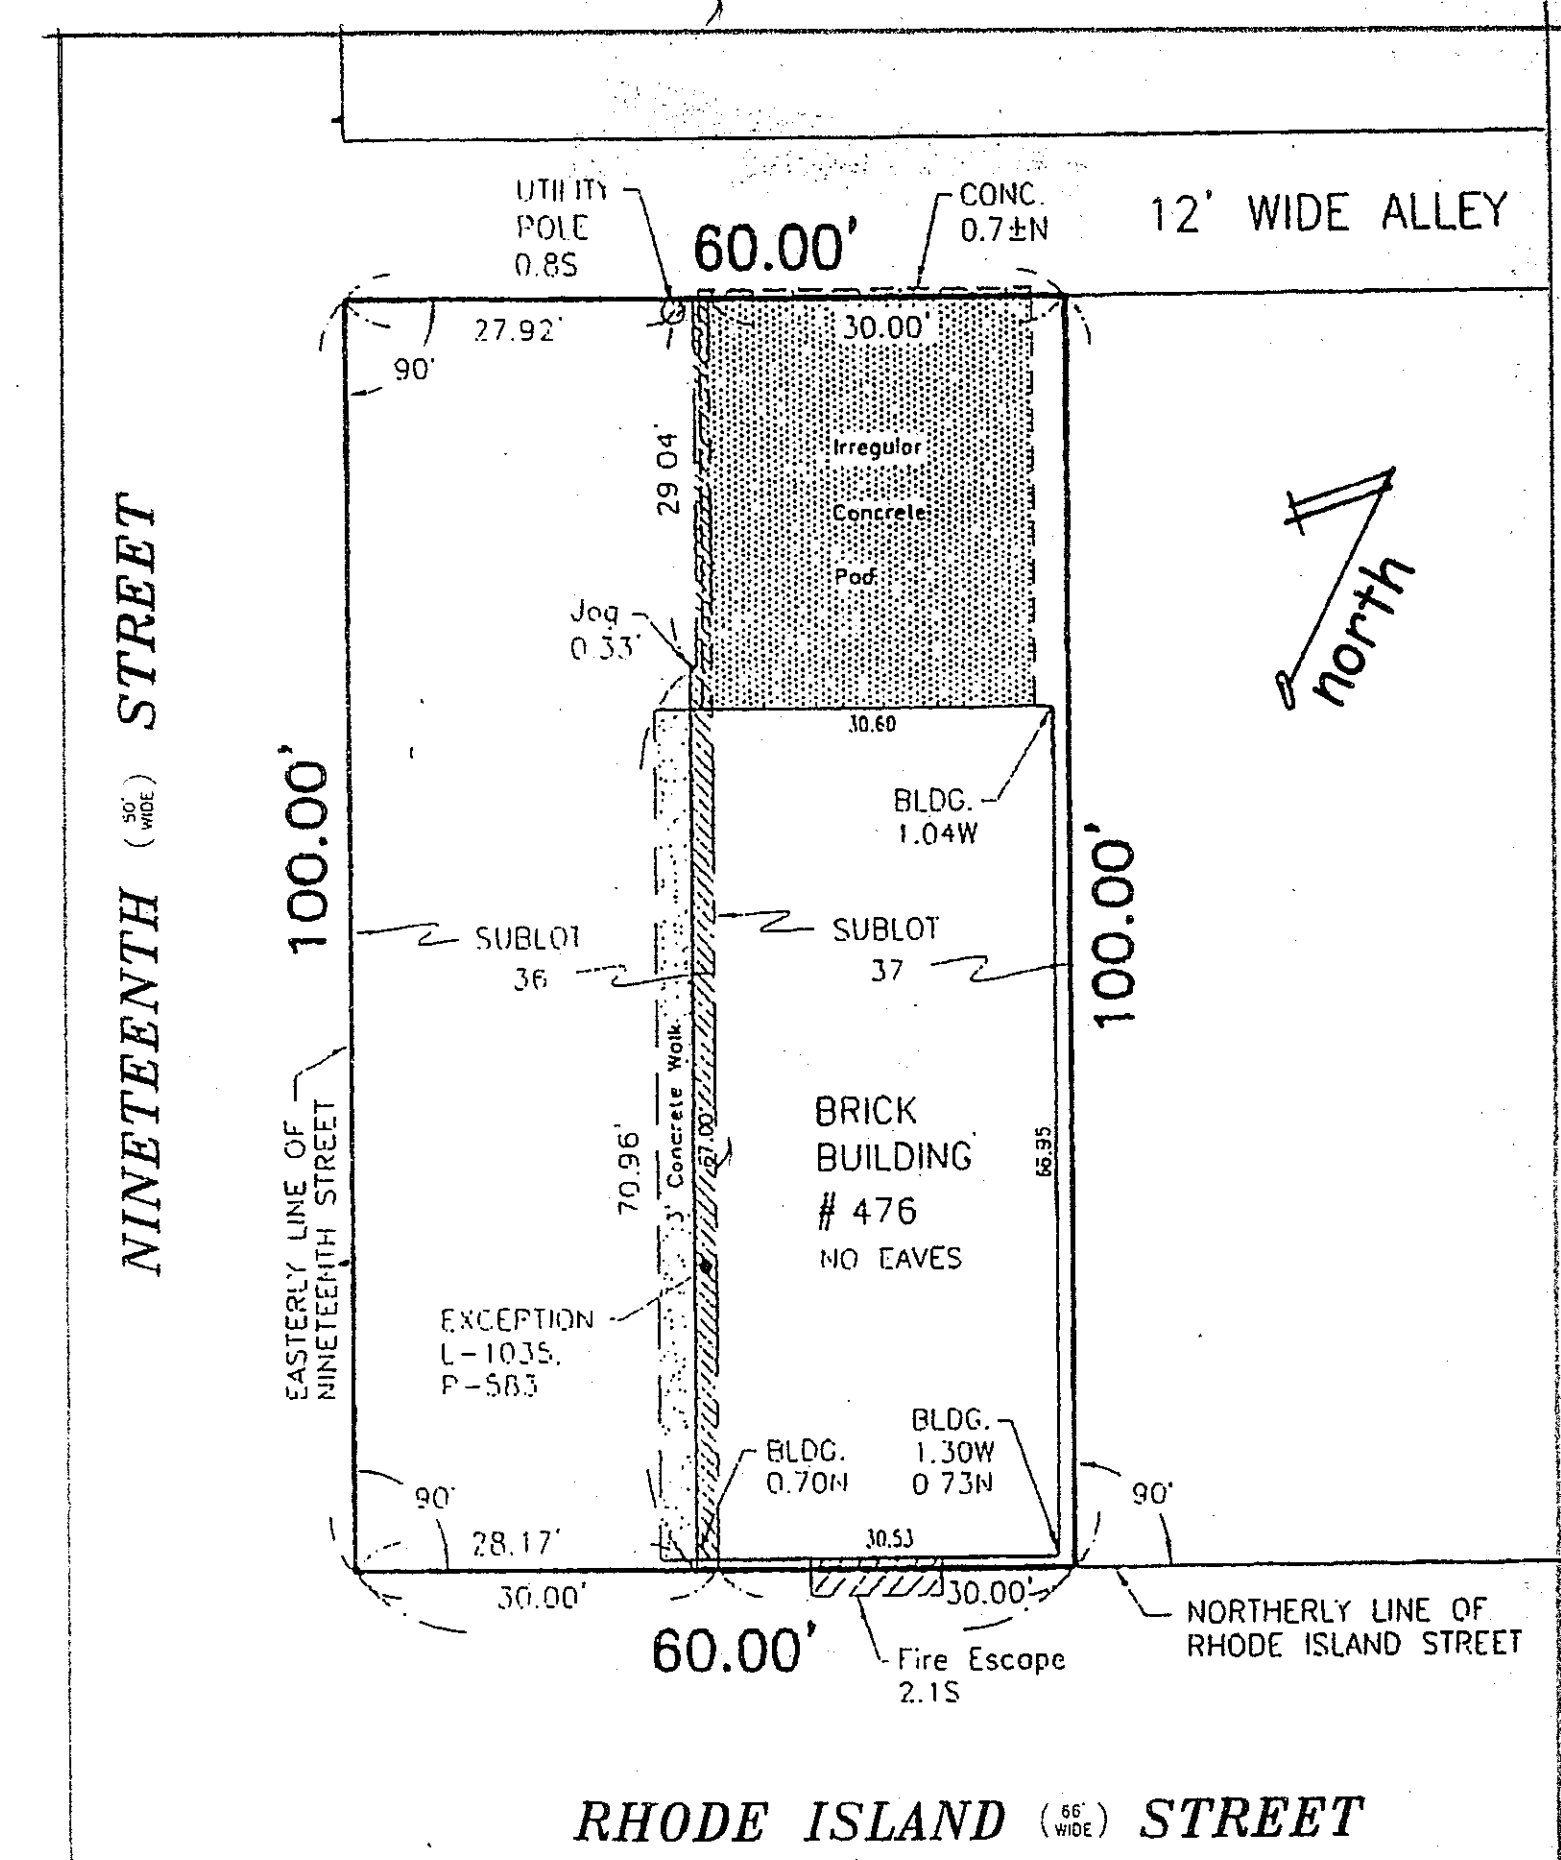 UTILITY
POLE
0.8S
60.00'
CONC.
0.7±N
12' WIDE ALLEY
27.92'
30.00'
90'
29 04'
Irregular
Concrete
Pad
north
Jog
0.33'
30.60
BLDG.
1.04W
NINETEENTH (50' WIDE) STREET
100.00'
100.00'
SUBLOT
36
SUBLOT
37
3' Concrete Walk
67.00'
70.96'
66.95
BRICK
BUILDING
# 476
NO EAVES
EASTERLY LINE OF
NINETEENTH STREET
EXCEPTION
L-1035,
P-583
BLDG.
0.70N
BLDG.
1.30W
0 73N
90'
90'
28.17'
30.53
30.00'
30.00'
60.00'
Fire Escape
2.1S
NORTHERLY LINE OF
RHODE ISLAND STREET
RHODE ISLAND (66' WIDE) STREET